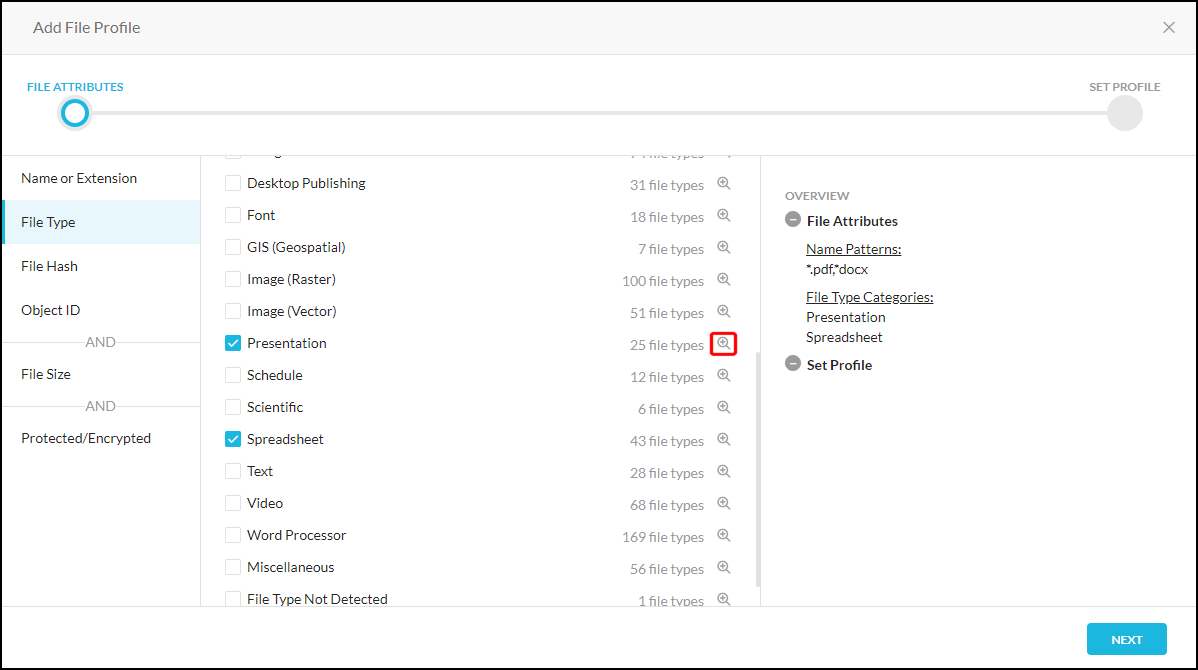 Add File Profile
FILE ATTRIBUTES
SET PROFILE
Name or Extension
File Type
File Hash
Object ID
AND
File Size
AND
Protected/Encrypted
Desktop Publishing 31 file types
Font 18 file types
GIS (Geospatial) 7 file types
Image (Raster) 100 file types
Image (Vector) 51 file types
Presentation 25 file types
Schedule 12 file types
Scientific 6 file types
Spreadsheet 43 file types
Text 28 file types
Video 68 file types
Word Processor 169 file types
Miscellaneous 56 file types
File Type Not Detected 1 file types
OVERVIEW
File Attributes
Name Patterns:
*.pdf,*docx
File Type Categories:
Presentation
Spreadsheet
Set Profile
NEXT